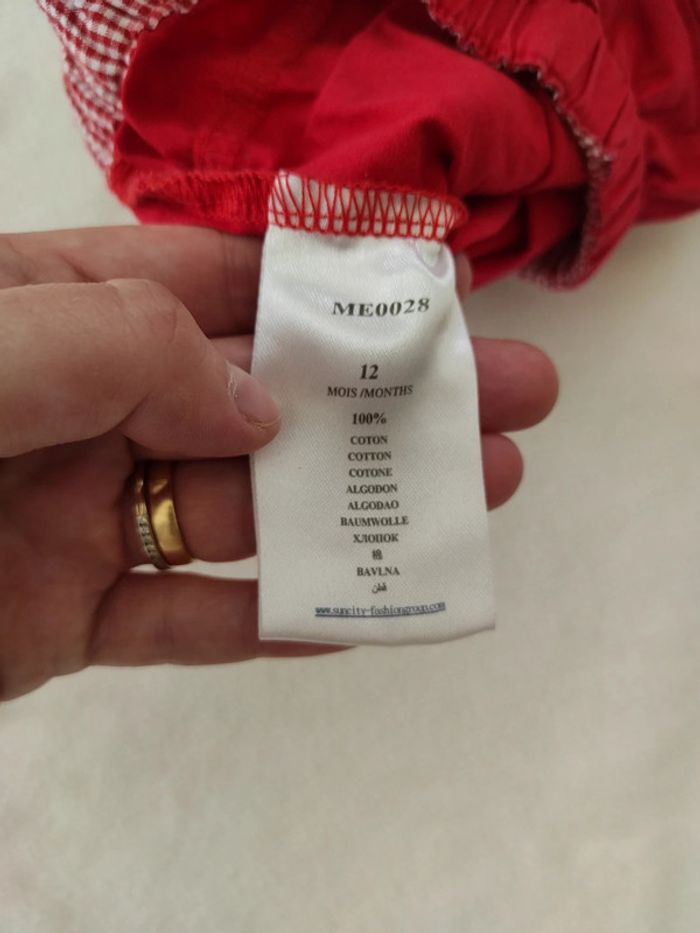 ME0028
12
MOIS /MONTHS
100%
COTON
COTTON
COTONE
ALGODON
ALGODAO
BAUMWOLLE
ХЛОПОК
棉
BAVLNA
قطن
www.suncity-fashiongroup.com